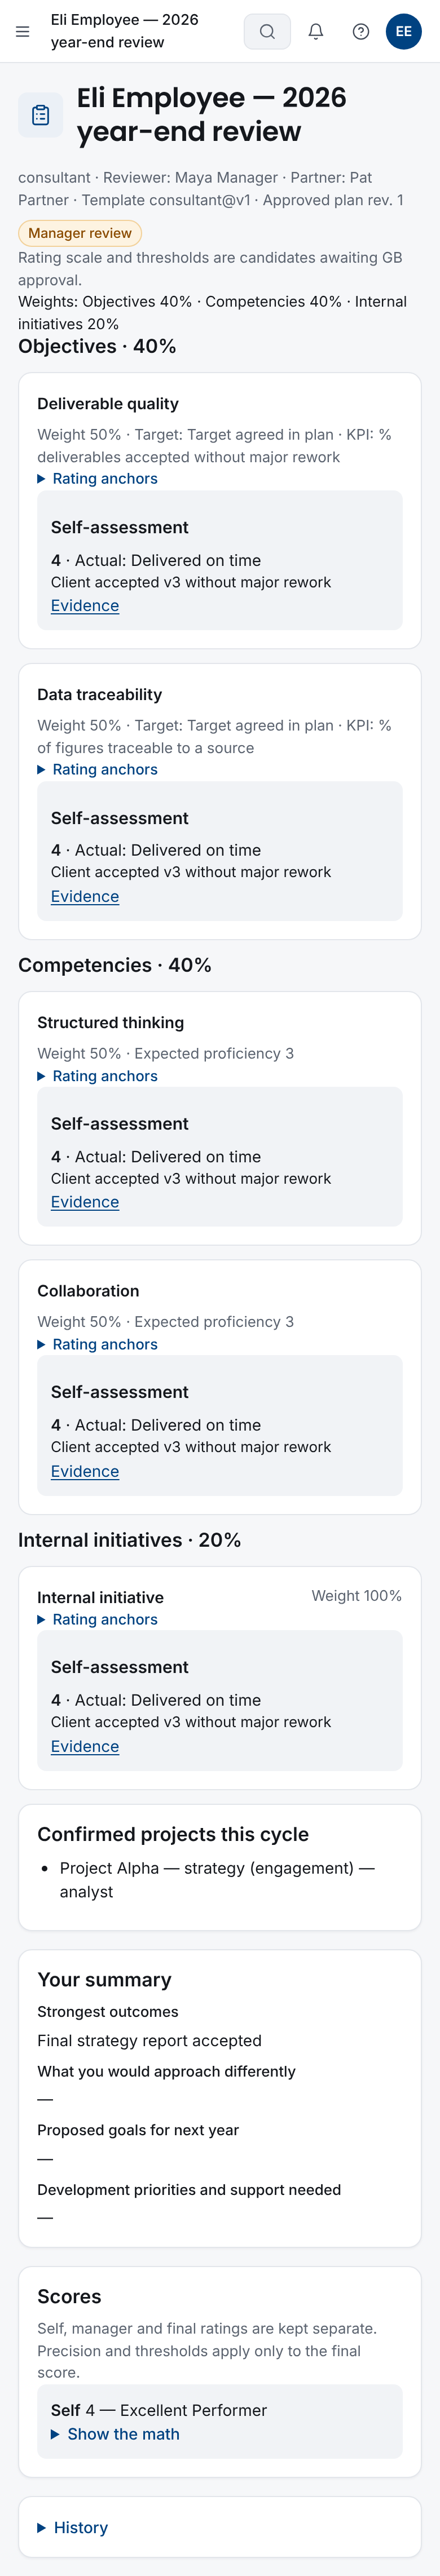 Eli Employee — 2026
year-end review
EE
Eli Employee — 2026
year-end review
consultant · Reviewer: Maya Manager · Partner: Pat
Partner · Template consultant@v1 · Approved plan rev. 1
Manager review
Rating scale and thresholds are candidates awaiting GB
approval.
Weights: Objectives 40% · Competencies 40% · Internal
initiatives 20%
Objectives · 40%
Deliverable quality
Weight 50% · Target: Target agreed in plan · KPI: %
deliverables accepted without major rework
Rating anchors
Self-assessment
4 · Actual: Delivered on time
Client accepted v3 without major rework
Evidence
Data traceability
Weight 50% · Target: Target agreed in plan · KPI: %
of figures traceable to a source
Rating anchors
Self-assessment
4 · Actual: Delivered on time
Client accepted v3 without major rework
Evidence
Competencies · 40%
Structured thinking
Weight 50% · Expected proficiency 3
Rating anchors
Self-assessment
4 · Actual: Delivered on time
Client accepted v3 without major rework
Evidence
Collaboration
Weight 50% · Expected proficiency 3
Rating anchors
Self-assessment
4 · Actual: Delivered on time
Client accepted v3 without major rework
Evidence
Internal initiatives · 20%
Internal initiative Weight 100%
Rating anchors
Self-assessment
4 · Actual: Delivered on time
Client accepted v3 without major rework
Evidence
Confirmed projects this cycle
• Project Alpha — strategy (engagement) —
analyst
Your summary
Strongest outcomes
Final strategy report accepted
What you would approach differently
—
Proposed goals for next year
—
Development priorities and support needed
—
Scores
Self, manager and final ratings are kept separate.
Precision and thresholds apply only to the final
score.
Self 4 — Excellent Performer
Show the math
History